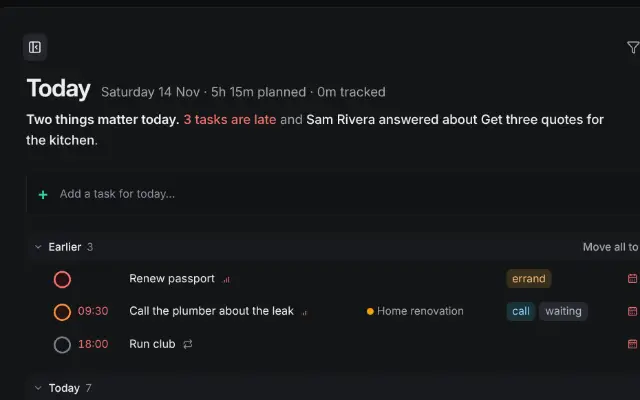 Today Saturday 14 Nov · 5h 15m planned · 0m tracked
Two things matter today. 3 tasks are late and Sam Rivera answered about Get three quotes for
the kitchen.
+ Add a task for today...
Earlier 3 Move all to
Renew passport errand
09:30 Call the plumber about the leak Home renovation call waiting
18:00 Run club
Today 7